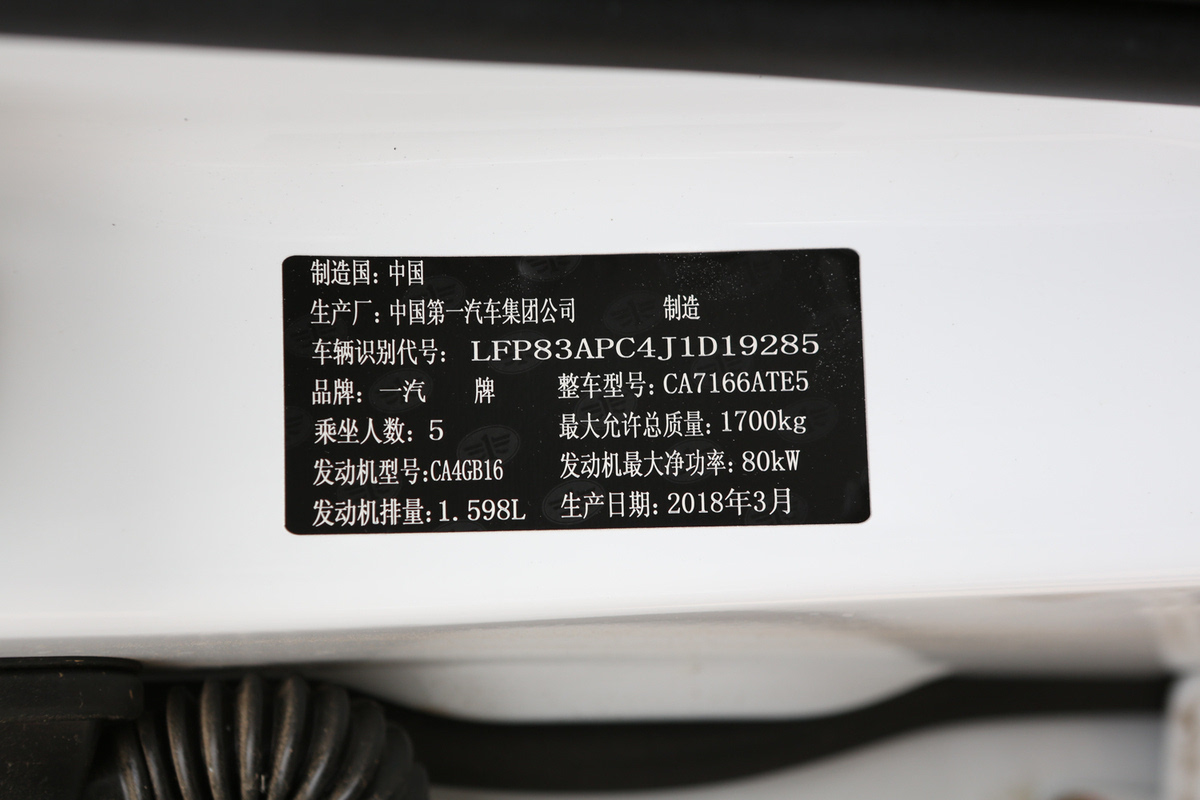 制造国：中国
生产厂：中国第一汽车集团公司 制造
车辆识别代号：LFP83APC4J1D19285
品牌：一汽 牌 整车型号：CA7166ATE5
乘坐人数：5 最大允许总质量：1700kg
发动机型号：CA4GB16 发动机最大净功率：80kW
发动机排量：1.598L 生产日期：2018年3月